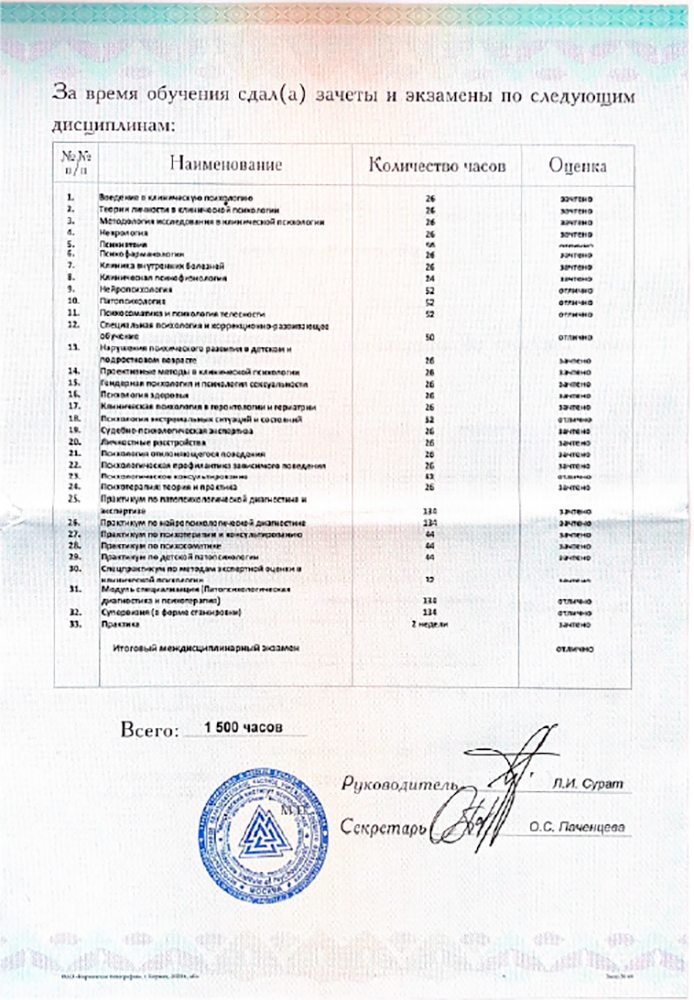 За время обучения сдал(а) зачеты и экзамены по следующим
дисциплинам:
№№ п/п Наименование Количество часов Оценка
1. Введение в клиническую психологию 26 зачтено
2. Теории личности в клинической психологии 26 зачтено
3. Методология исследования в клинической психологии 26 зачтено
4. Неврология 26 зачтено
5. Психиатрия отлично
6. Психофармакология 26 зачтено
7. Клиника внутренних болезней 26 зачтено
8. Клиническая психофизиология зачтено
9. Нейропсихология 52 отлично
10. Патопсихология 52 отлично
11. Психосоматика и психология телесности 52 отлично
12. Специальная психология и коррекционно-развивающее
обучение 50 отлично
13. Нарушения психического развития в детском и
подростковом возрасте 26 зачтено
14. Проективные методы в клинической психологии 26 зачтено
15. Гендерная психология и психология сексуальности 26 зачтено
16. Психология здоровья 26 зачтено
17. Клиническая психология в геронтологии и гериатрии 26 зачтено
18. Психология экстремальных ситуаций и состояний 52 отлично
19. Судебно-психологическая экспертиза 26 зачтено
20. Личностные расстройства 26 зачтено
21. Психология отклоняющегося поведения 26 зачтено
22. Психологическая профилактика зависимого поведения 26 зачтено
23. Психологическое консультирование отлично
24. Психотерапия: теория и практика 26 зачтено
25. Практикум по патопсихологической диагностике и
экспертизе 134 зачтено
26. Практикум по нейропсихологической диагностике 134 зачтено
27. Практикум по психотерапии и консультированию 44 зачтено
28. Практикум по психосоматике 44 зачтено
29. Практикум по детской патопсихологии 44 зачтено
30. Спецпрактикум по методам экспертной оценки в
клинической психологии зачтено
31. Модуль специализации (Патопсихологическая
диагностика и психотерапия) 134 отлично
32. Супервизия (в форме стажировки) 134 отлично
33. Практика 2 недели зачтено
Итоговый междисциплинарный экзамен отлично
Всего: 1 500 часов
Руководитель Л.И. Сурат
М.П.
Секретарь О.С. Паченцева
МОСКВА